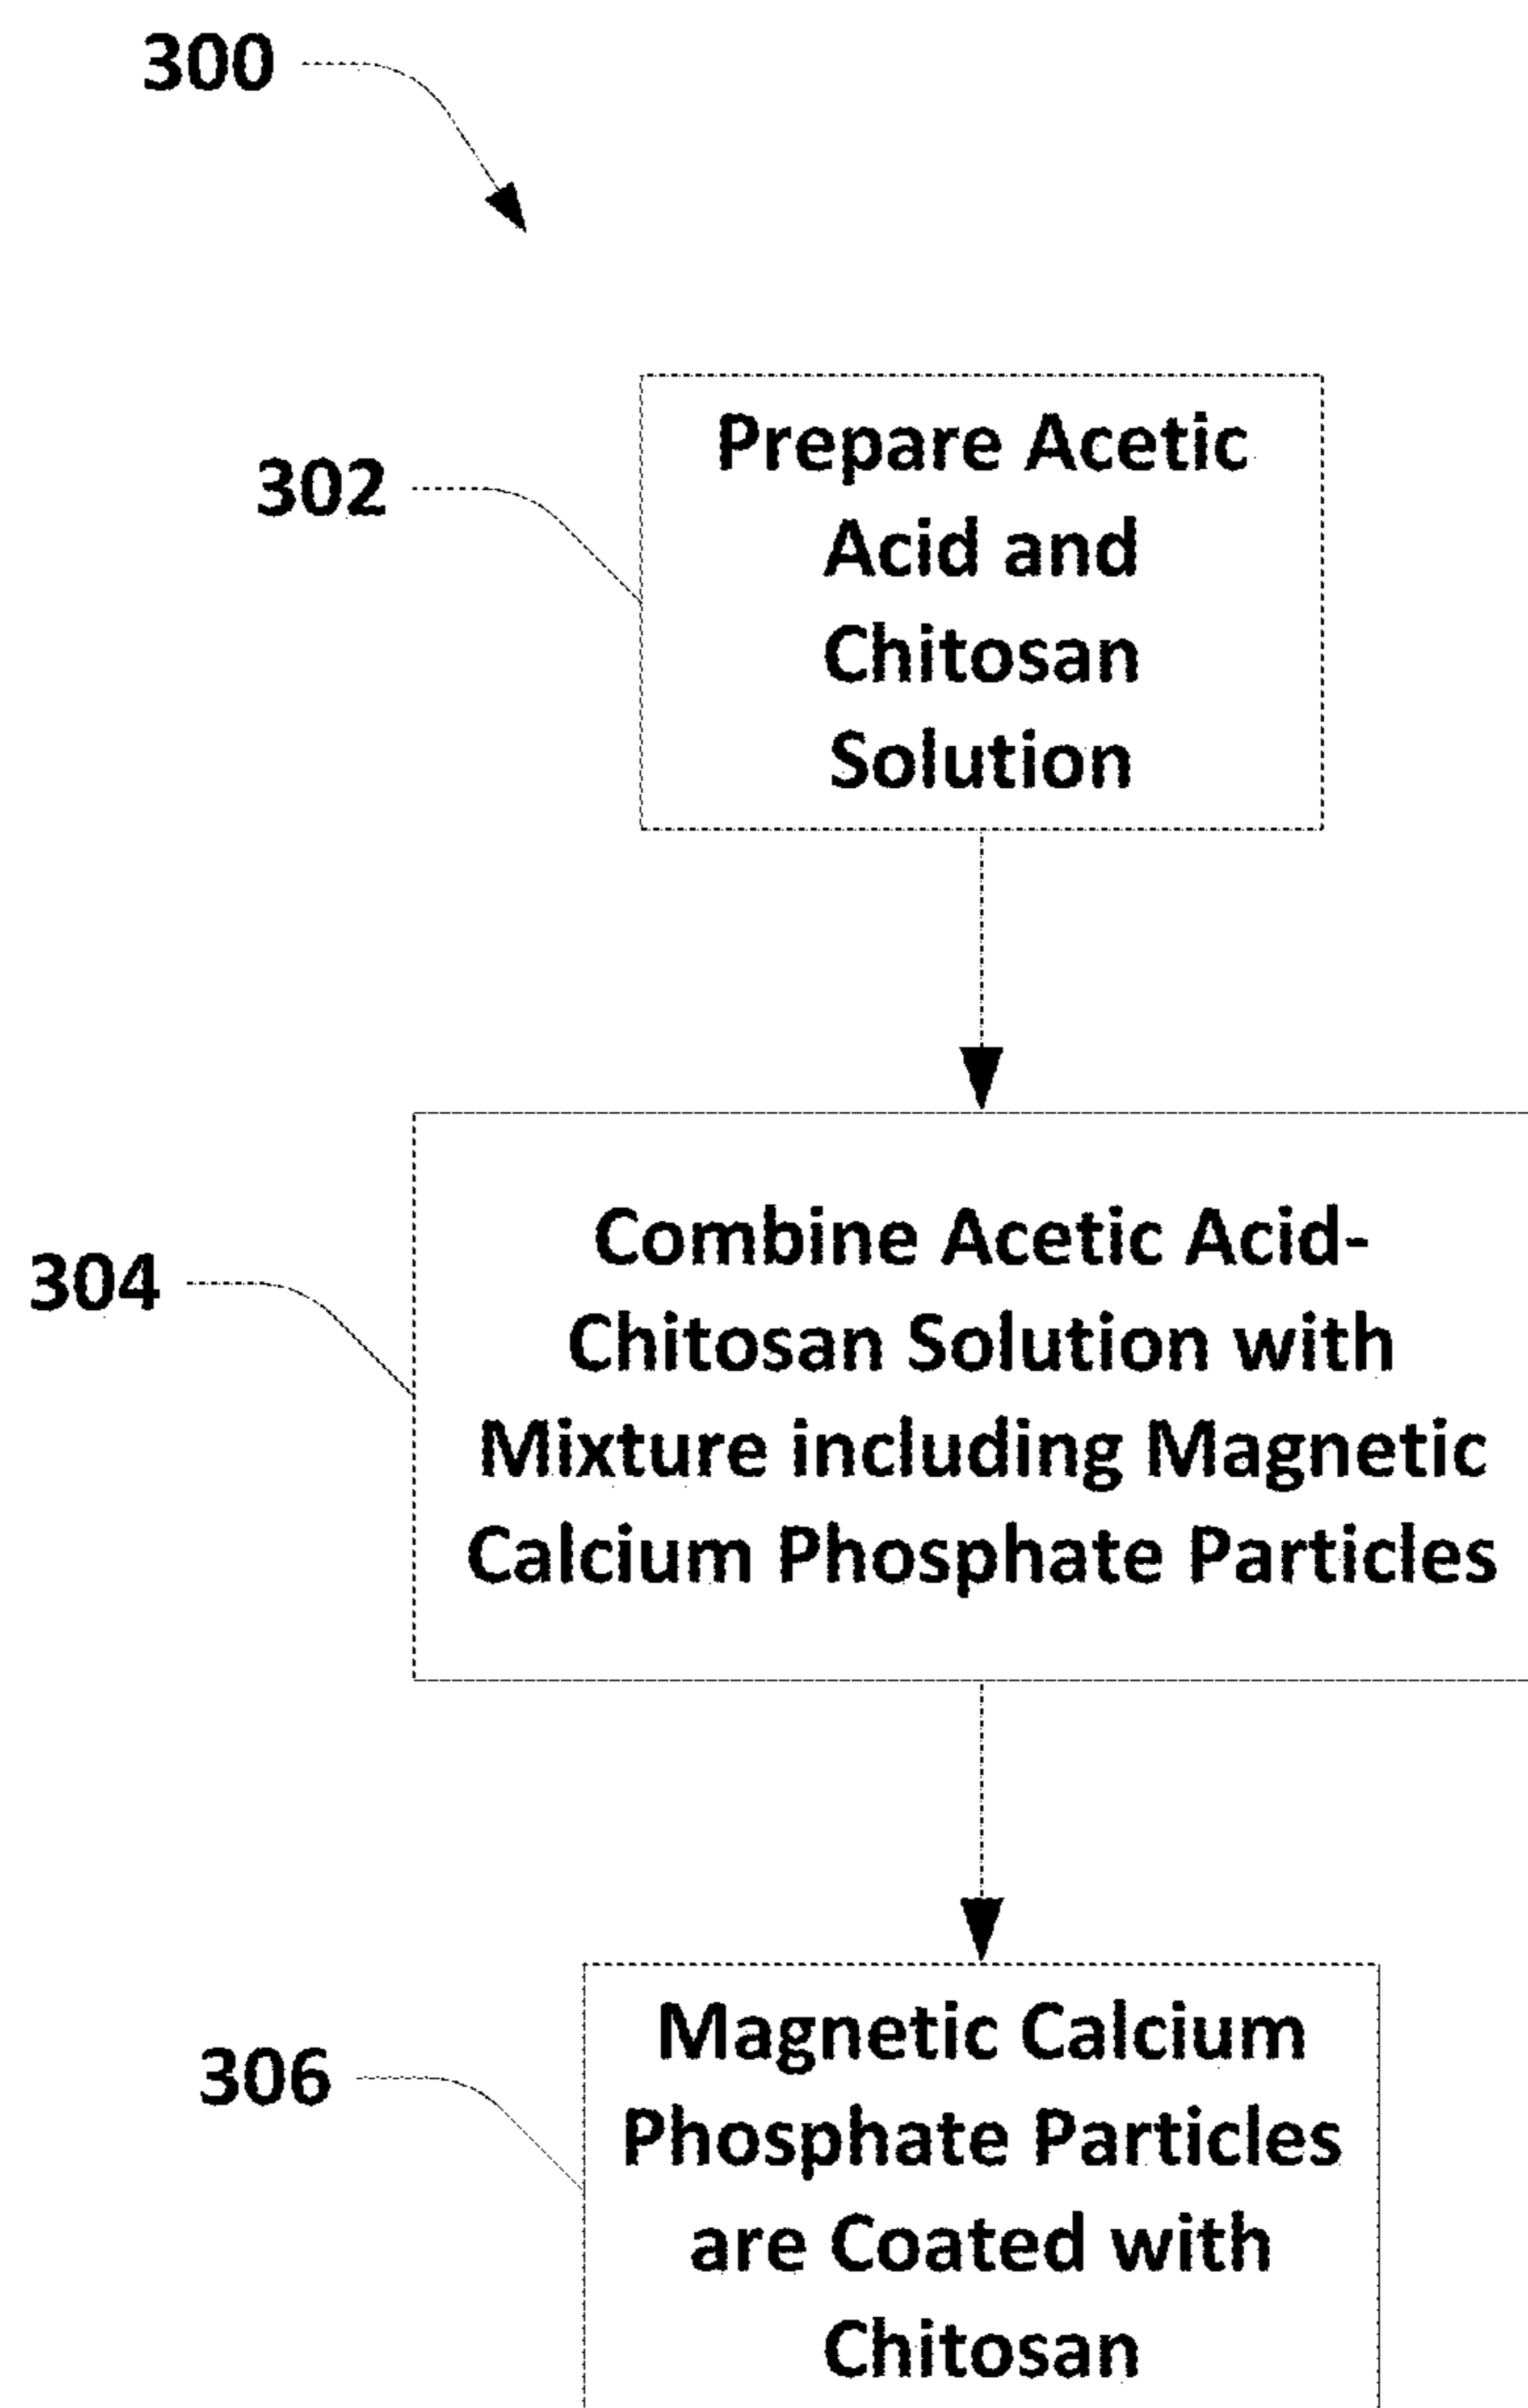 300
302
Prepare Acetic
Acid and
Chitosan
Solution
304
Combine Acetic Acid-
Chitosan Solution with
Mixture including Magnetic
Calcium Phosphate Particles
306
Magnetic Calcium
Phosphate Particles
are Coated with
Chitosan